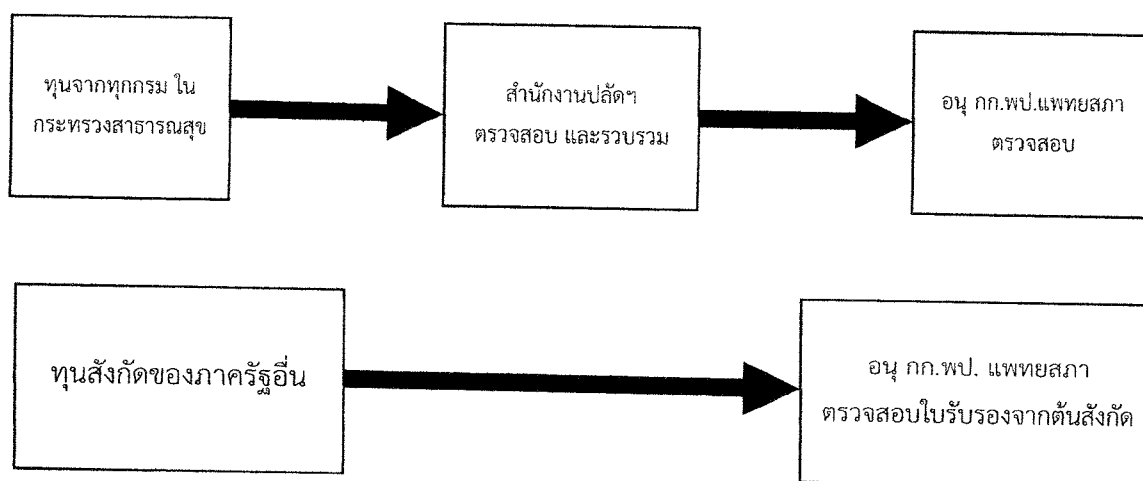 ทุนจากทุกกรม ใน
กระทรวงสาธารณสุข
สำนักงานปลัดฯ
ตรวจสอบ และรวบรวม
อนุ กก.พป.แพทยสภา
ตรวจสอบ
ทุนสังกัดของภาครัฐอื่น
อนุ กก.พป. แพทยสภา
ตรวจสอบใบรับรองจากต้นสังกัด